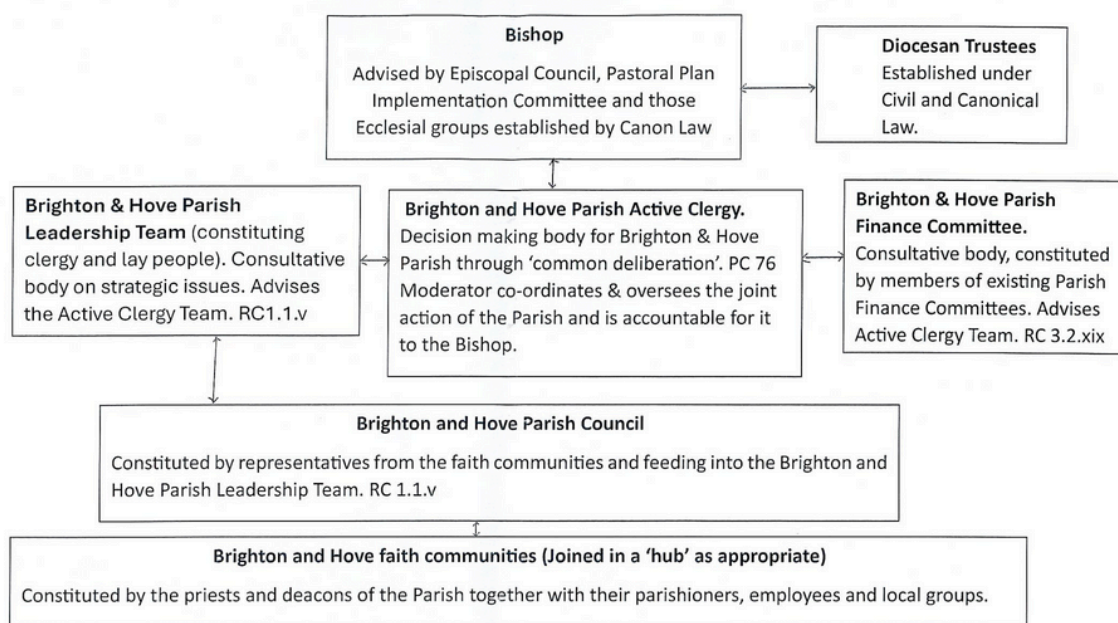 Bishop
Advised by Episcopal Council, Pastoral Plan
Implementation Committee and those
Ecclesial groups established by Canon Law
Diocesan Trustees
Established under
Civil and Canonical
Law.
Brighton & Hove Parish
Leadership Team (constituting
clergy and lay people). Consultative
body on strategic issues. Advises
the Active Clergy Team. RC1.1.v
Brighton and Hove Parish Active Clergy.
Decision making body for Brighton & Hove
Parish through ‘common deliberation’. PC 76
Moderator co-ordinates & oversees the joint
action of the Parish and is accountable for it
to the Bishop.
Brighton & Hove Parish
Finance Committee.
Consultative body, constituted
by members of existing Parish
Finance Committees. Advises
Active Clergy Team. RC 3.2.xix
Brighton and Hove Parish Council
Constituted by representatives from the faith communities and feeding into the Brighton and
Hove Parish Leadership Team. RC 1.1.v
Brighton and Hove faith communities (Joined in a ‘hub’ as appropriate)
Constituted by the priests and deacons of the Parish together with their parishioners, employees and local groups.